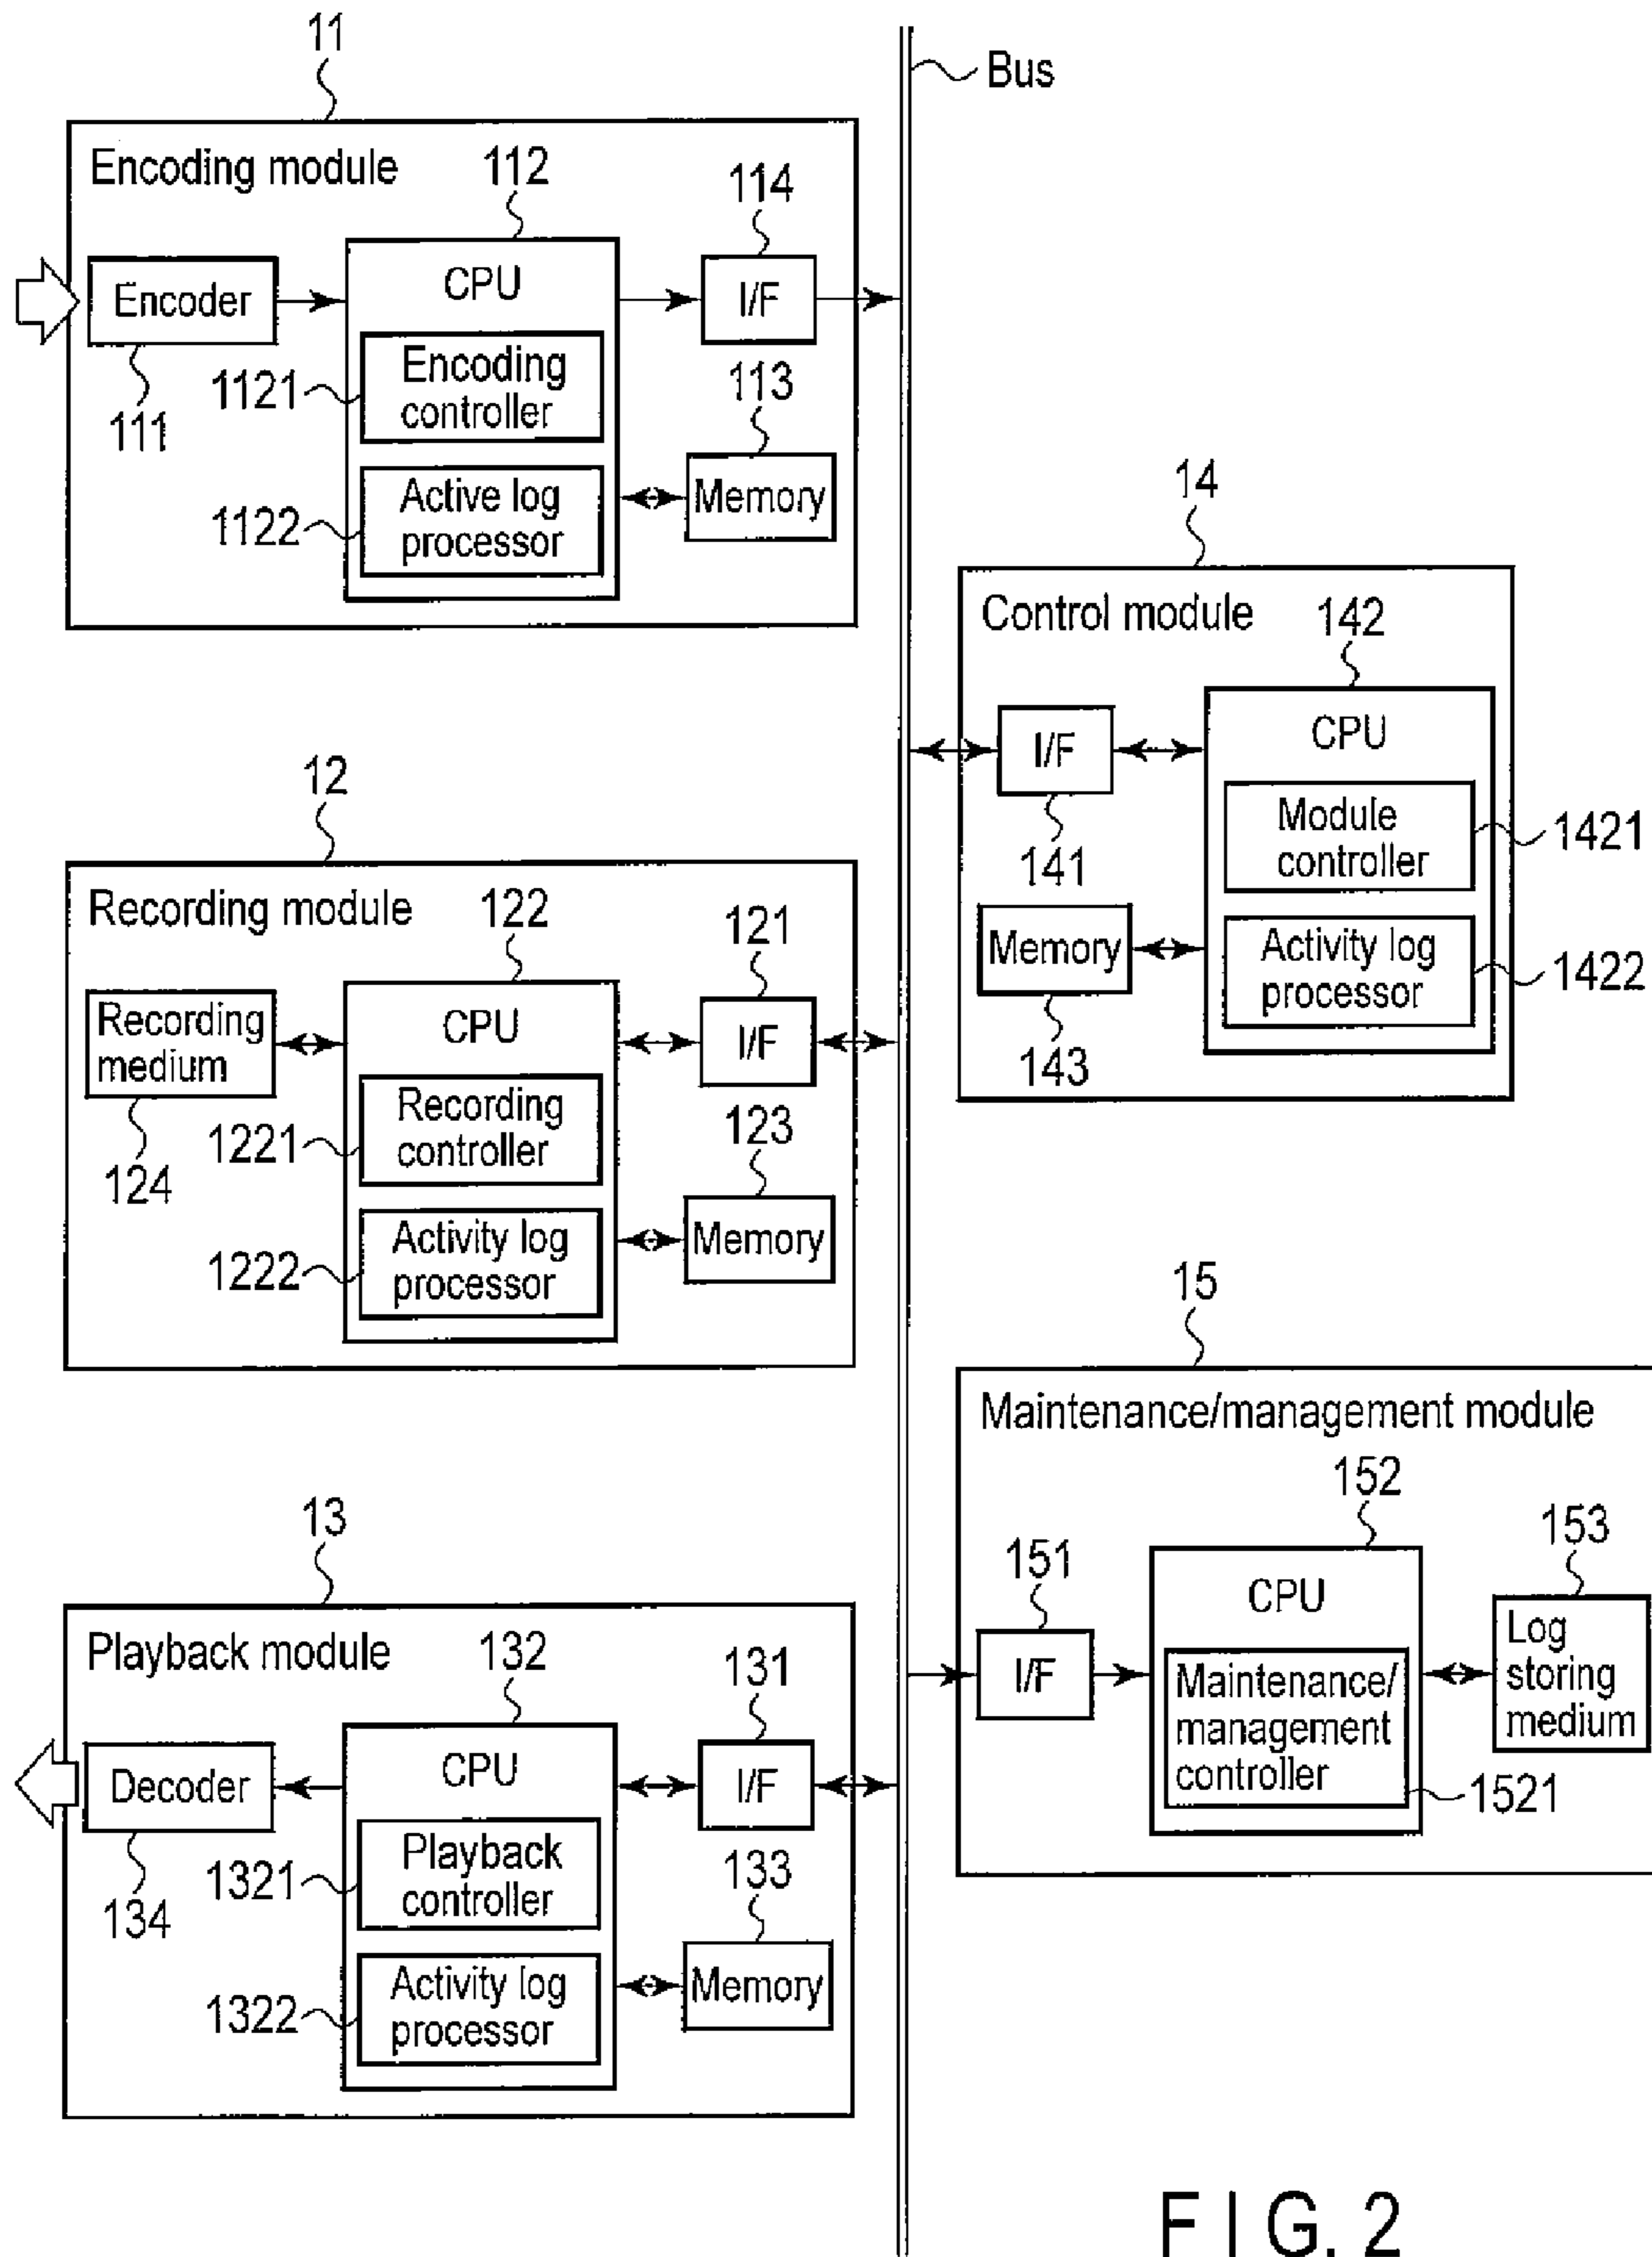 11
Bus
Encoding module
112
114
Encoder
CPU
I/F
111
1121
Encoding
controller
113
1122
Active log
processor
Memory
14
Control module
142
I/F
CPU
141
Module
controller
1421
Memory
Activity log
processor
1422
143
12
Recording module
122
121
Recording
medium
CPU
I/F
124
1221
Recording
controller
123
1222
Activity log
processor
Memory
15
Maintenance/management module
152
153
151
I/F
CPU
Maintenance/
management
controller
1521
Log
storing
medium
13
Playback module
132
131
Decoder
CPU
I/F
134
1321
Playback
controller
133
1322
Activity log
processor
Memory
FIG. 2